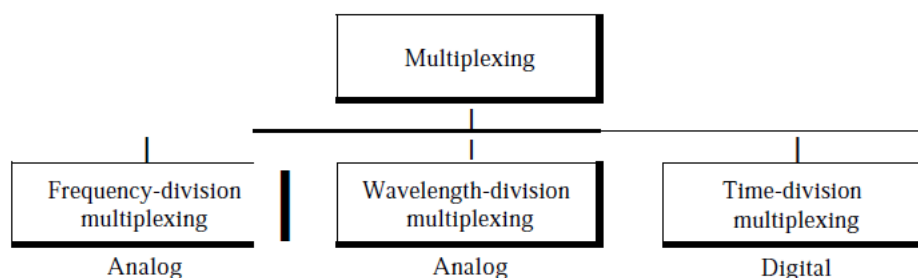 Multiplexing
Frequency-division
multiplexing
Wavelength-division
multiplexing
Time-division
multiplexing
Analog
Analog
Digital